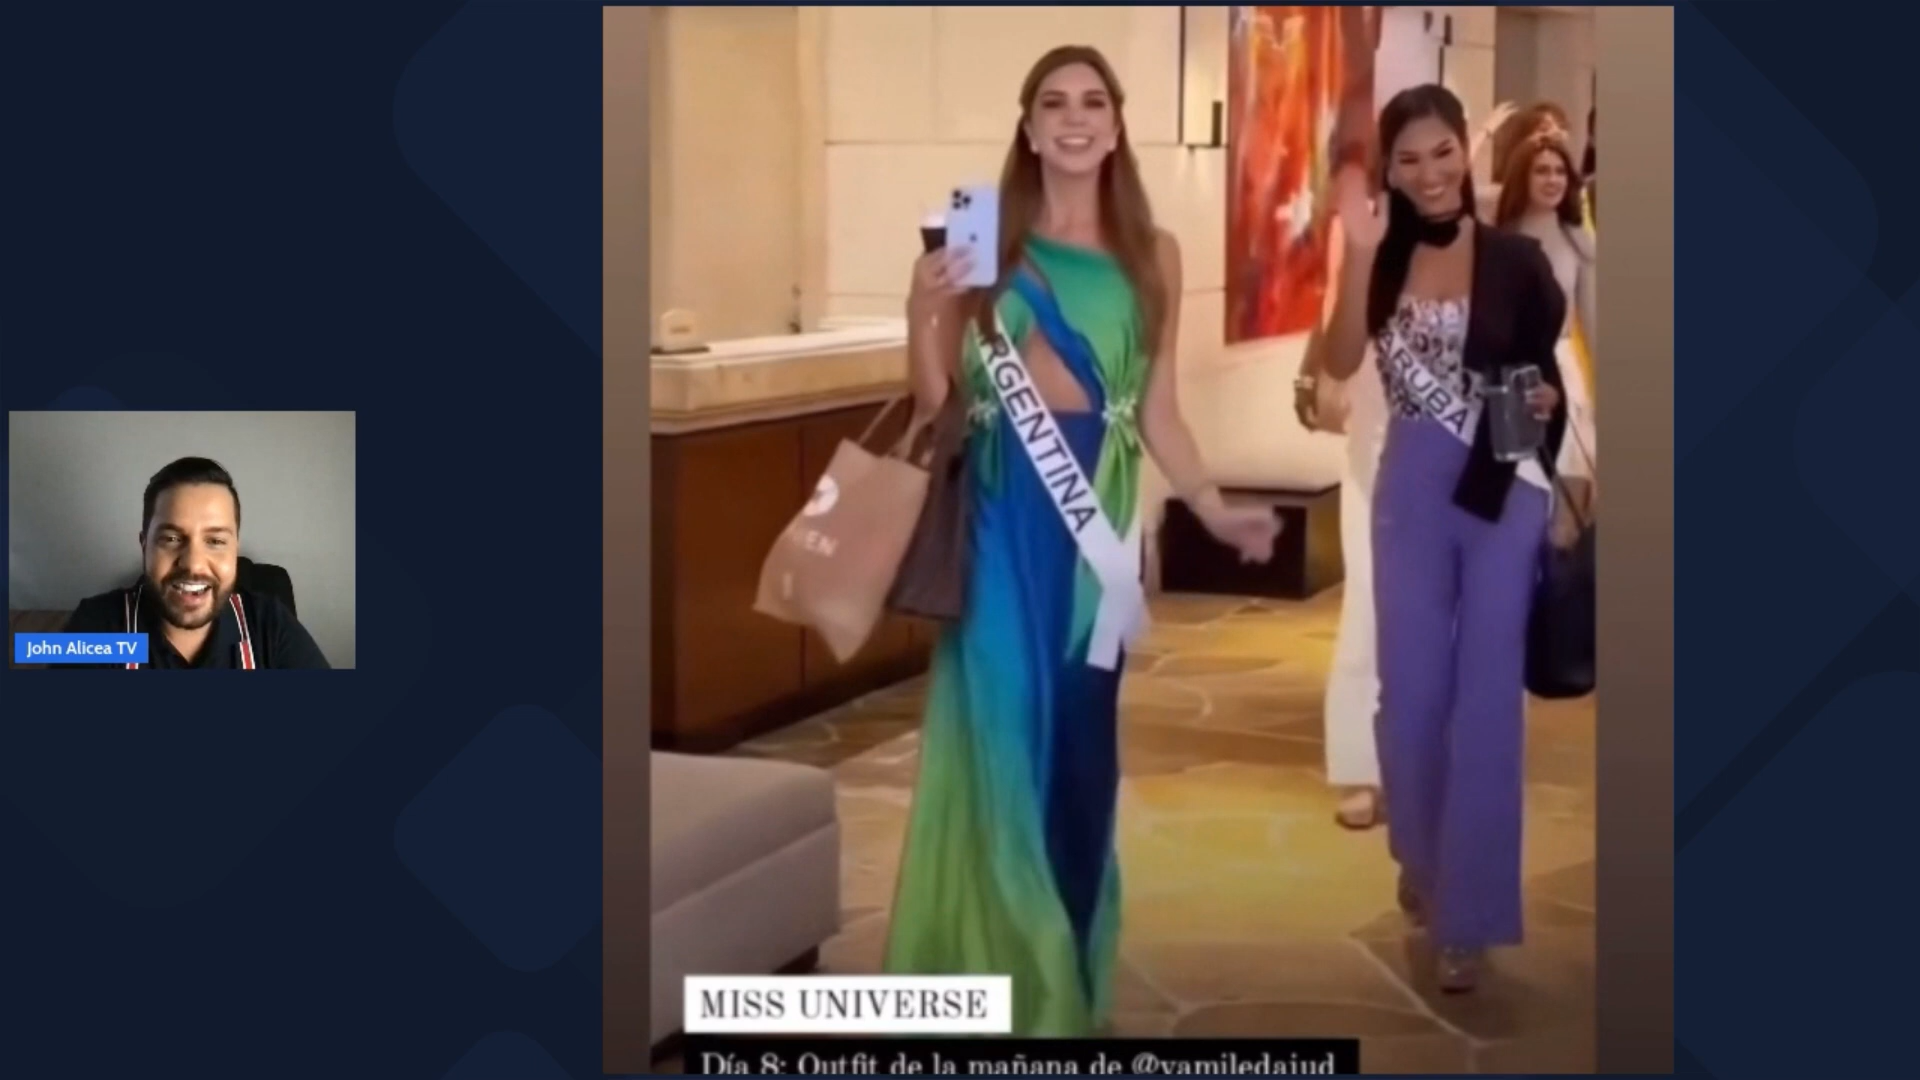 ARGENTINA
ARUBA
John Alicea TV
MISS UNIVERSE
Día 8: Outfit de la mañana de @yamiledajud